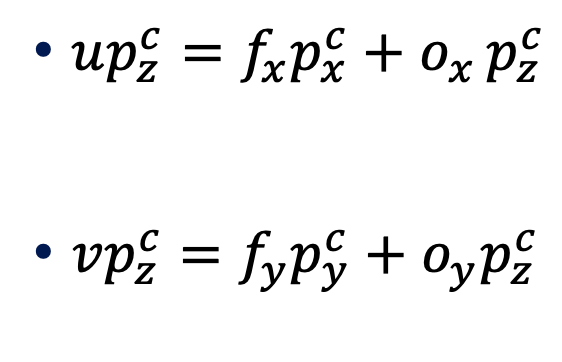 • $up_z^c = f_x p_x^c + o_x p_z^c$
• $vp_z^c = f_y p_y^c + o_y p_z^c$